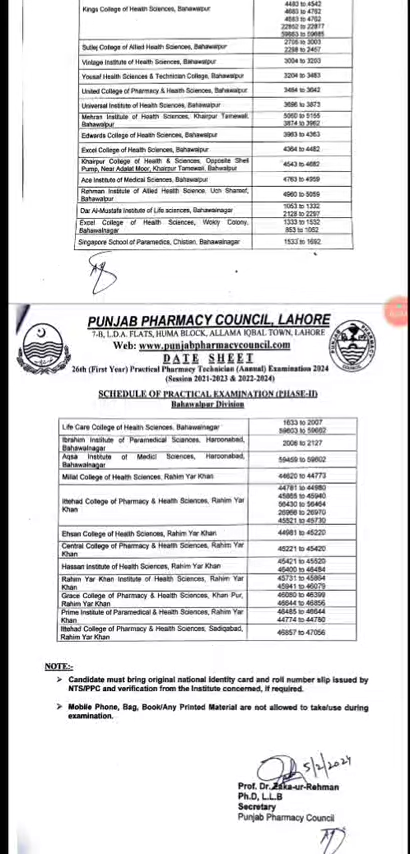 Kings College of Health Sciences, Bahawalpur
4483 to 4542
4683 to 4762
4683 to 4702
22862 to 22877
59663 to 59685
Sutlej College of Allied Health Sciences, Bahawalpur
2706 to 3003
2298 to 2457
Vintage Institute of Health Sciences, Bahawalpur
3004 to 3203
Yousaf Health Sciences & Technician College, Bahawalpur
3204 to 3483
United College of Pharmacy & Health Sciences, Bahawalpur
3484 to 3642
Universal Institute of Health Sciences, Bahawalpur
3696 to 3873
Mehran Institute of Health Sciences, Khairpur Tamewali,
Bahawalpur
5060 to 5155
3874 to 3962
Edwards College of Health Sciences, Bahawalpur
3983 to 4363
Excel College of Health Sciences, Bahawalpur
4364 to 4482
Khairpur College of Health & Sciences, Opposite Shell
Pump, Near Adalat Moor, Khairpur Tamewali, Bahawalpur
4543 to 4682
Ace Institute of Medical Sciences, Bahawalpur
4763 to 4959
Rehman Institute of Allied Health Science, Uch Shareef,
Bahawalpur
4960 to 5059
Dar Al-Mustafa Institute of Life sciences, Bahawalnagar
1053 to 1332
2128 to 2297
Excel College of Health Sciences, Colony,
Bahawalnagar
1333 to 1532
853 to 1052
Singapore School of Paramedics, Chistian, Bahawalnagar
1533 to 1692
PUNJAB PHARMACY COUNCIL, LAHORE
7-B, L.D.A. FLATS, HUMA BLOCK, ALLAMA IQBAL TOWN, LAHORE
Web: www.punjabpharmacycouncil.com
DATE SHEET
26th (First Year) Practical Pharmacy Technician (Annual) Examination 2024
(Session 2021-2023 & 2022-2024)
SCHEDULE OF PRACTICAL EXAMINATION (PHASE-II)
Bahawalpur Division
Life Care College of Health Sciences, Bahawalnagar
1833 to 2007
59603 to 59662
Ibrahim Institute of Paramedical Sciences, Haroonabad,
Bahawalnagar
2008 to 2127
Aqsa Institute of Medicl Sciences, Haroonabad,
Bahawalnagar
59459 to 59602
Millat College of Health Sciences, Rahim Yar Khan
44620 to 44773
Ittehad College of Pharmacy & Health Sciences, Rahim Yar
Khan
44781 to 44980
45865 to 45940
56430 to 56464
26966 to 26970
45521 to 45730
Ehsan College of Health Sciences, Rahim Yar Khan
44981 to 45220
Central College of Pharmacy & Health Sciences, Rahim Yar
Khan
45221 to 45420
Hassan Institute of Health Sciences, Rahim Yar Khan
45421 to 45520
46400 to 46484
Rahim Yar Khan Institute of Health Sciences, Rahim Yar
Khan
45731 to 45864
45941 to 46079
Grace College of Pharmacy & Health Sciences, Khan Pur,
Rahim Yar Khan
46080 to 46399
46644 to 46856
Prime Institute of Paramedical & Health Sciences, Rahim Yar
Khan
46485 to 46644
44774 to 44780
Ittehad College of Pharmacy & Health Sciences, Sadiqabad,
Rahim Yar Khan
46857 to 47056
NOTE:-
➢ Candidate must bring original national identity card and roll number slip issued by
NTS/PPC and verification from the Institute concerned, if required.
➢ Mobile Phone, Bag, Book/Any Printed Material are not allowed to take/use during
examination.
5/2/2024
Prof. Dr. Zaka-ur-Rehman
Ph.D, L.L.B
Secretary
Punjab Pharmacy Council